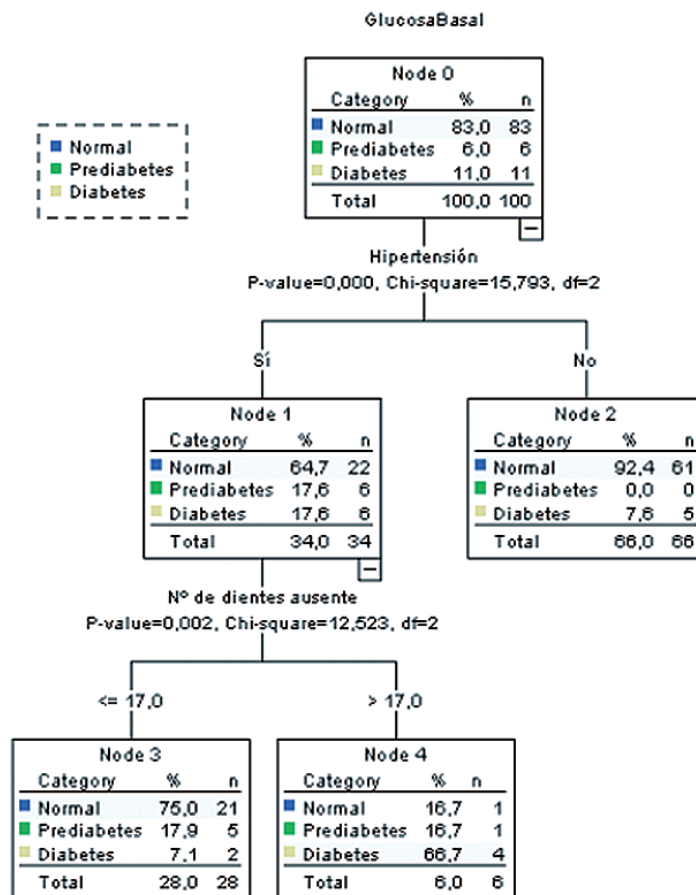 GlucosaBasal
Normal
Prediabetes
Diabetes
Node 0
Category % n
Normal 83,0 83
Prediabetes 6,0 6
Diabetes 11,0 11
Total 100,0 100
Hipertensión
P-value=0,000, Chi-square=15,793, df=2
Sí
No
Node 1
Category % n
Normal 64,7 22
Prediabetes 17,6 6
Diabetes 17,6 6
Total 34,0 34
Node 2
Category % n
Normal 92,4 61
Prediabetes 0,0 0
Diabetes 7,6 5
Total 66,0 66
Nº de dientes ausente
P-value=0,002, Chi-square=12,523, df=2
<= 17,0
> 17,0
Node 3
Category % n
Normal 75,0 21
Prediabetes 17,9 5
Diabetes 7,1 2
Total 28,0 28
Node 4
Category % n
Normal 16,7 1
Prediabetes 16,7 1
Diabetes 66,7 4
Total 6,0 6